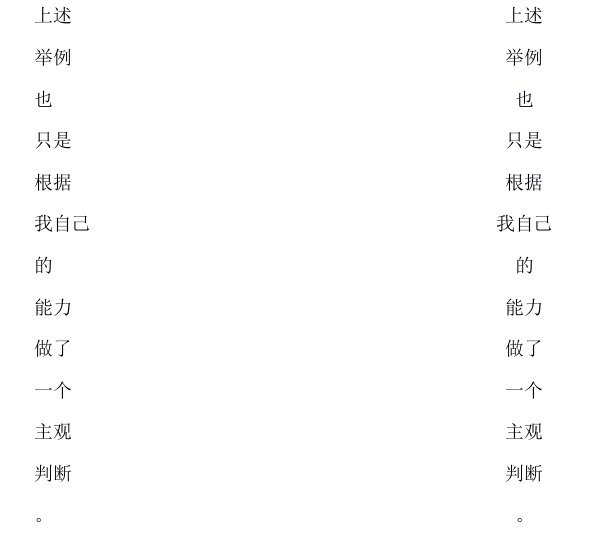 上述 上述
举例 举例
也 也
只是 只是
根据 根据
我自己 我自己
的 的
能力 能力
做了 做了
一个 一个
主观 主观
判断 判断
。 。